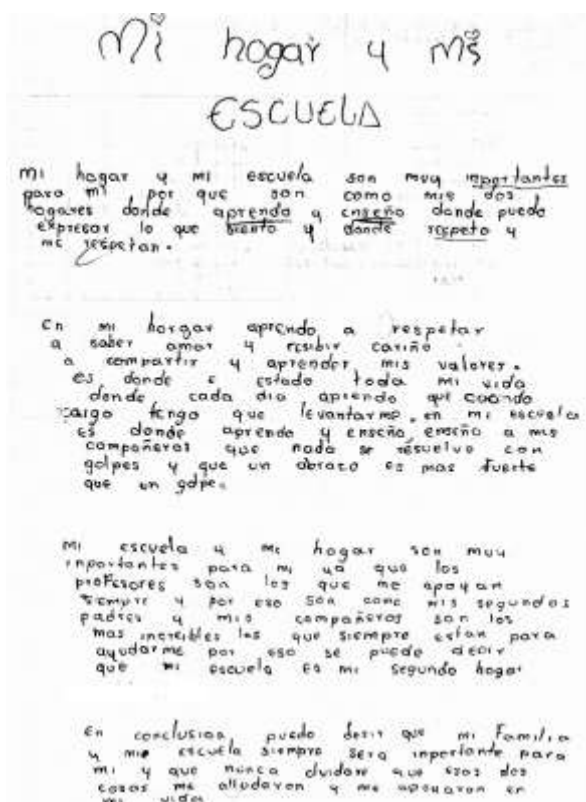 Mi hogar y mi
ESCUELA
Mi hogar y mi escuela son muy inportantes
para mi por que son como mis dos
hogares donde aprendo y enseño donde puedo
expresar lo que siento y donde respeto y
me respetan.
En mi horgar aprendo a respetar
a saber amar y resibir cariño
a compartir y aprender mis valores.
es donde e estado toda mi vida
donde cada dia aprendo que cuando
caigo tengo que levantarme. en mi escuela
es donde aprendo y enseño, enseño a mis
compañeros que nada se resuelve con
golpes y que un abrazo es mas fuerte
que un golpe.
Mi escuela y mi hogar son muy
inportantes para mi ya que los
profesores son los que me apoyan
siempre y por eso son como mis segundos
padres y mis compañeros son los
mas increibles los que siempre estan para
ayudarme por eso se puede decir
que mi escuela es mi segundo hogar
En conclusion puedo desir que mi Familia
y mi escuela siempre sera inportante para
mi y que nunca olvidare que esas dos
cosas me alludaron y me apoyaron en
mi vida